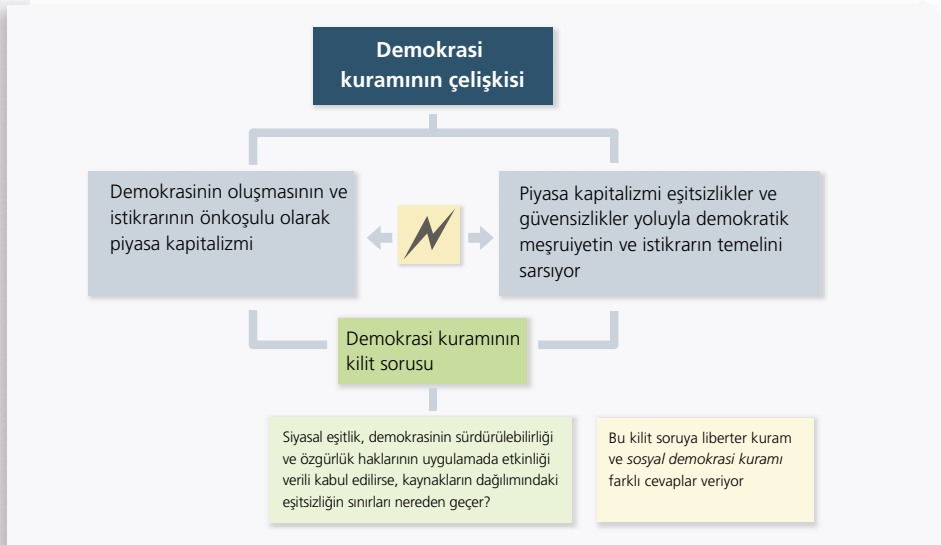 Demokrasi
kuramının çelişkisi
Demokrasinin oluşmasının ve
istikrarının önkoşulu olarak
piyasa kapitalizmi
Piyasa kapitalizmi eşitsizlikler ve
güvensizlikler yoluyla demokratik
meşruiyetin ve istikrarın temelini
sarsıyor
Demokrasi kuramının
kilit sorusu
Siyasal eşitlik, demokrasinin sürdürülebilirliği
ve özgürlük haklarının uygulamada etkinliği
verili kabul edilirse, kaynakların dağılımındaki
eşitsizliğin sınırları nereden geçer?
Bu kilit soruya liberter kuram
ve sosyal demokrasi kuramı
farklı cevaplar veriyor